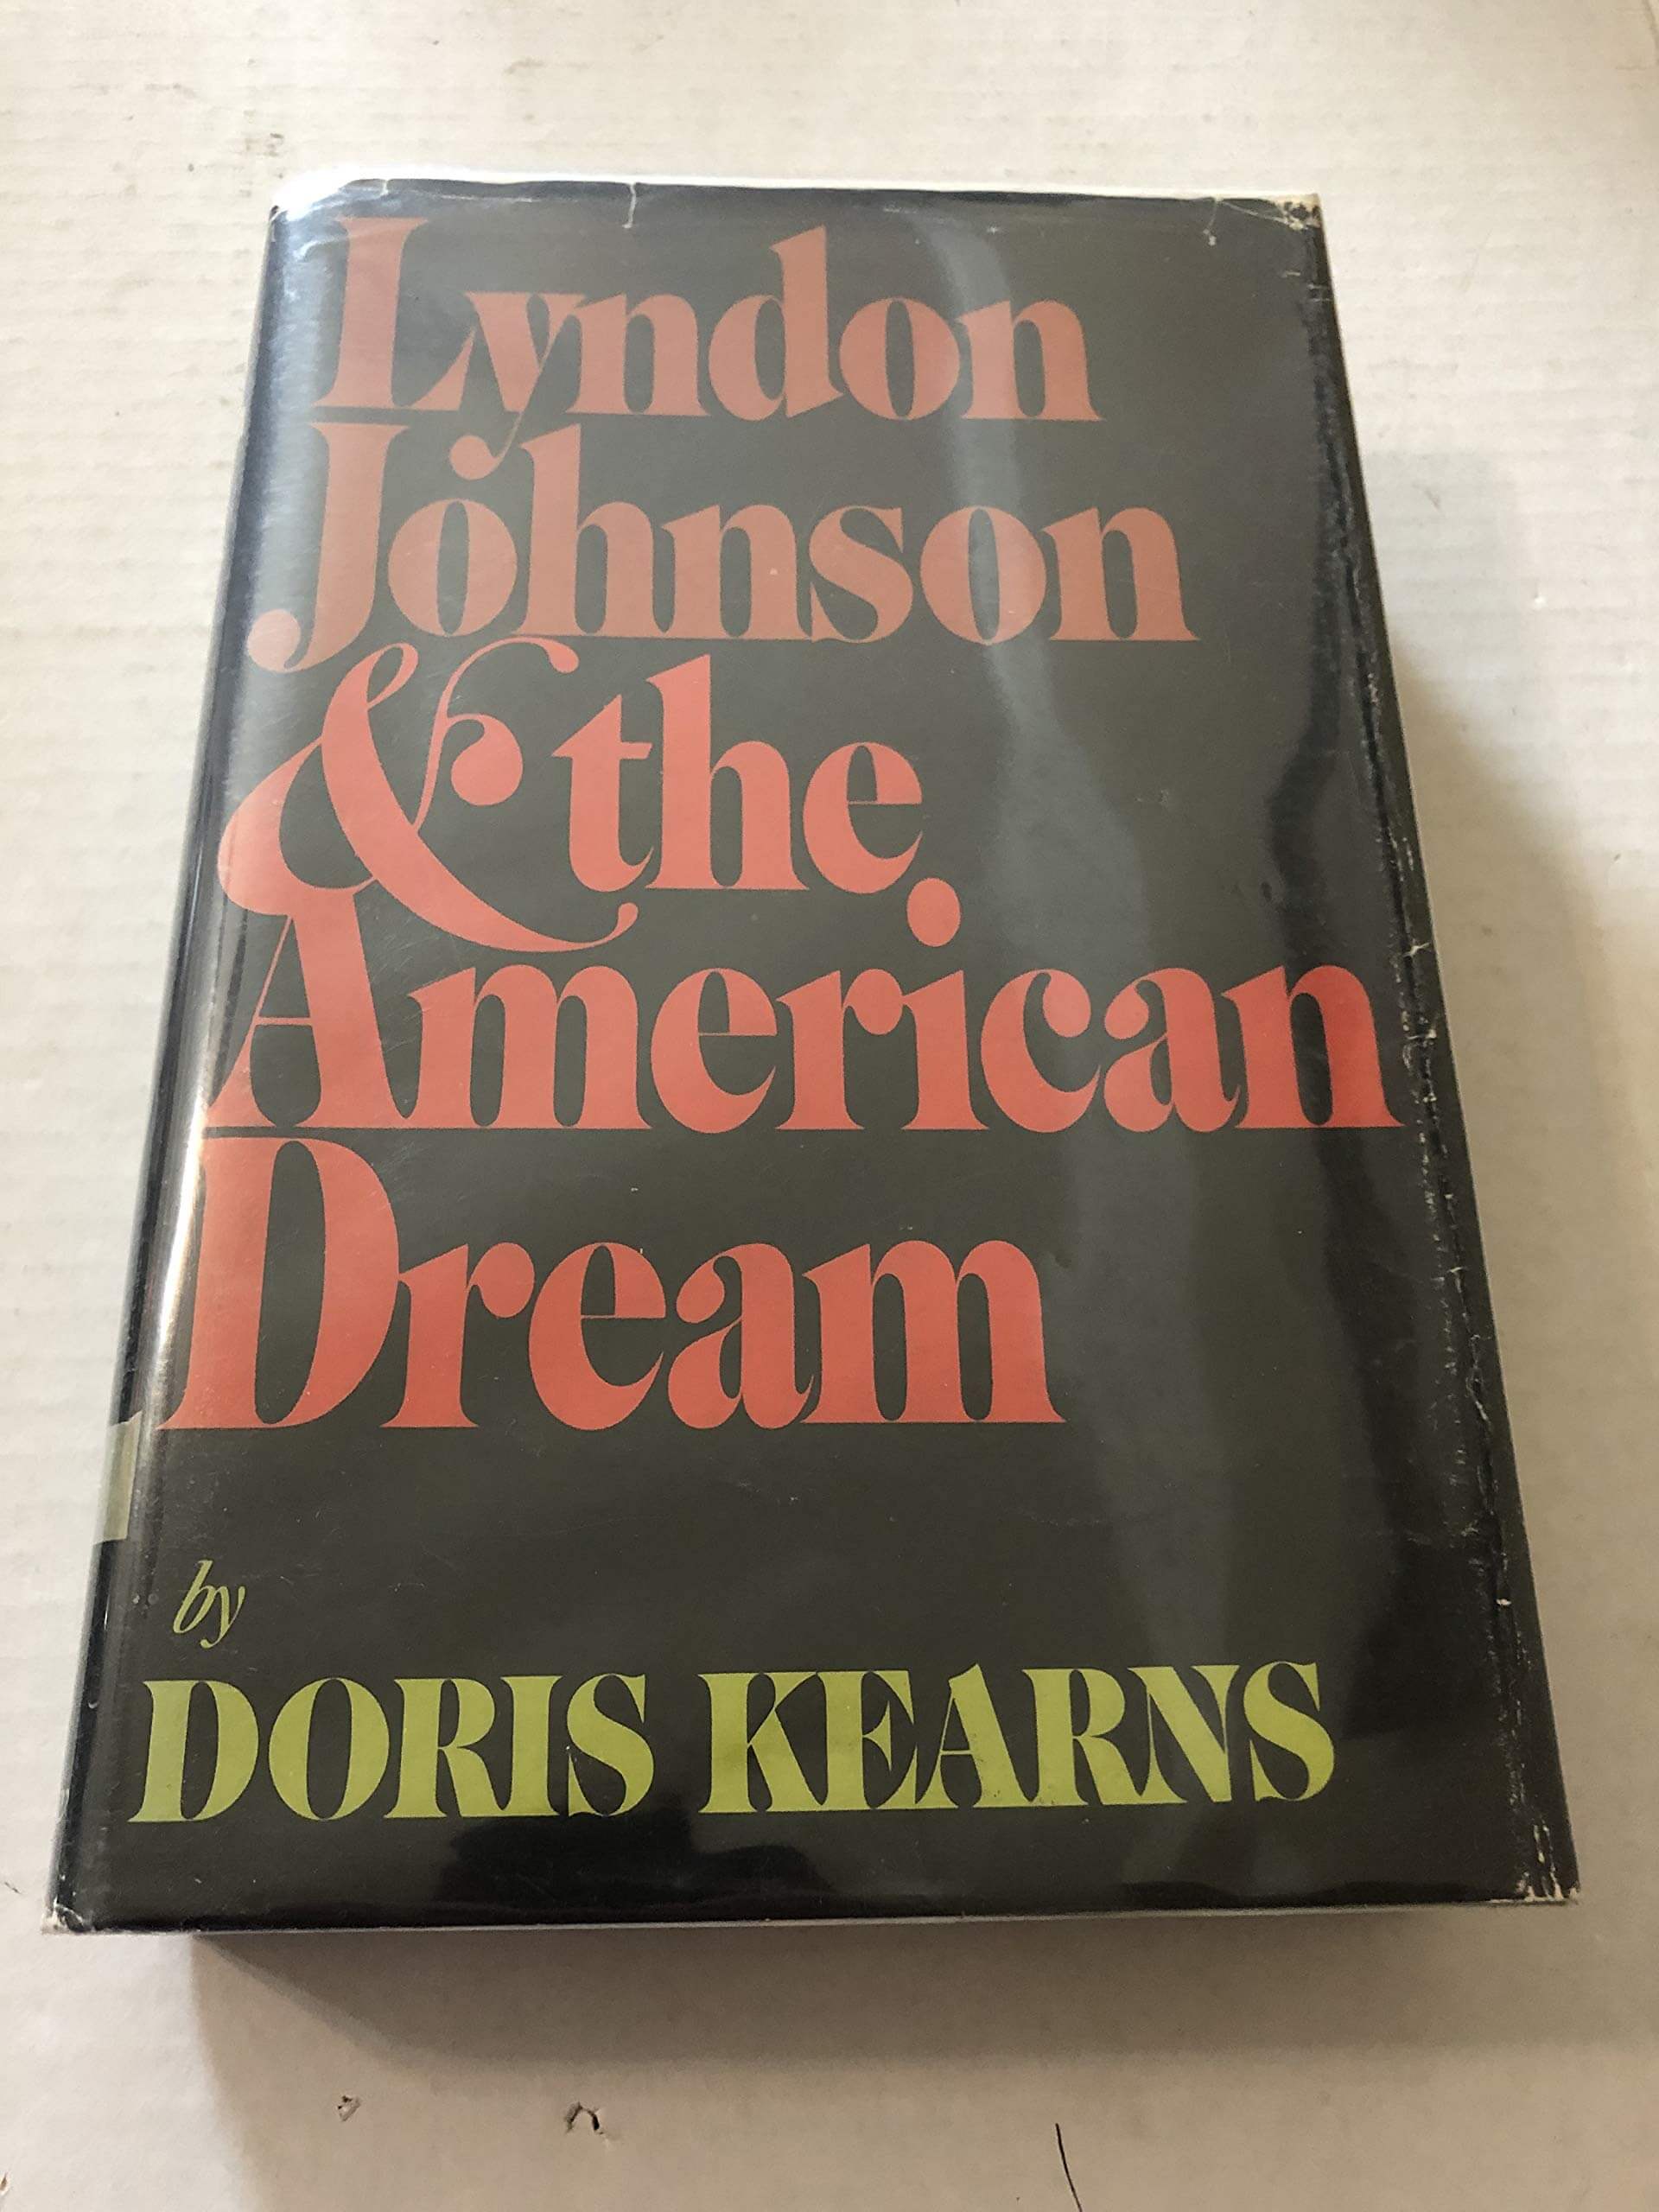 Lyndon
Johnson
& the
American
Dream
by
DORIS KEARNS